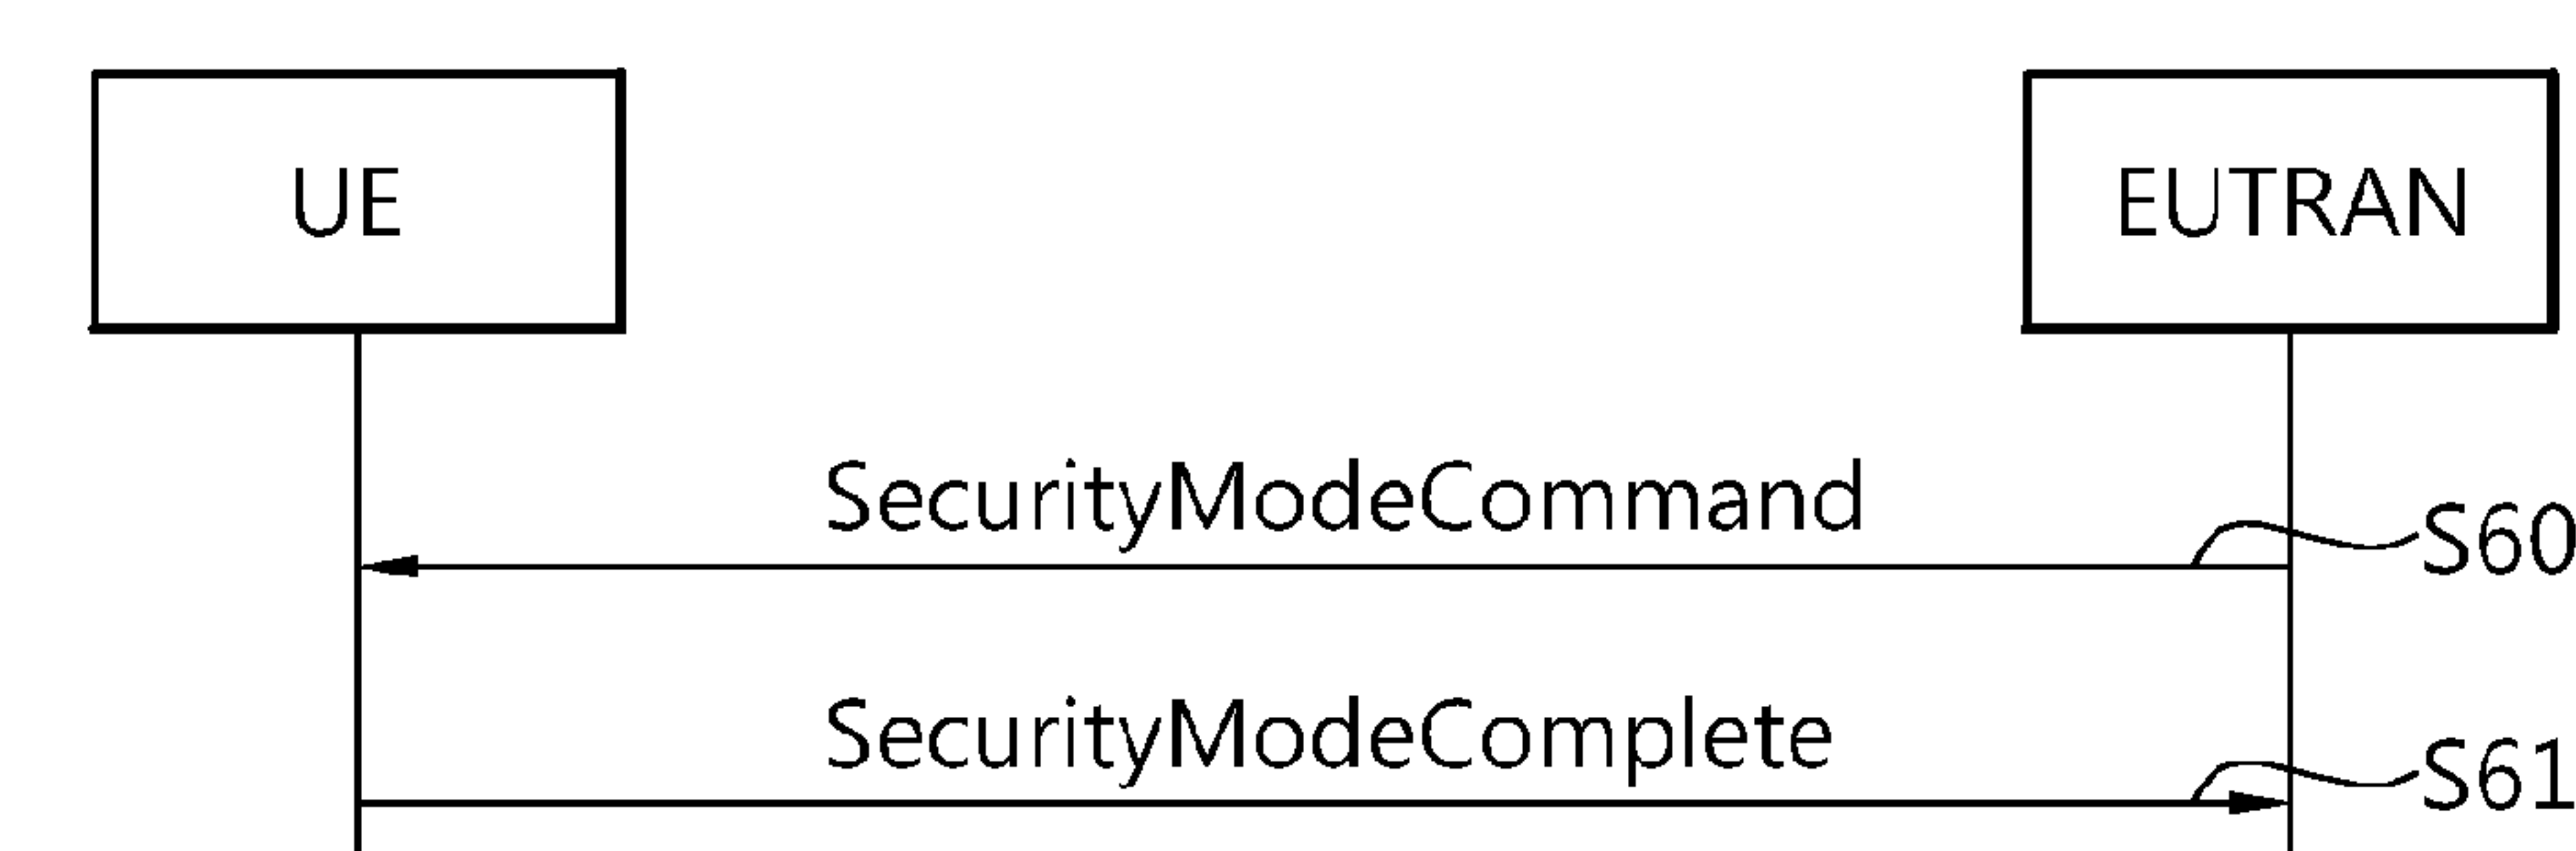 UE
EUTRAN
SecurityModeCommand
S60
SecurityModeComplete
S61